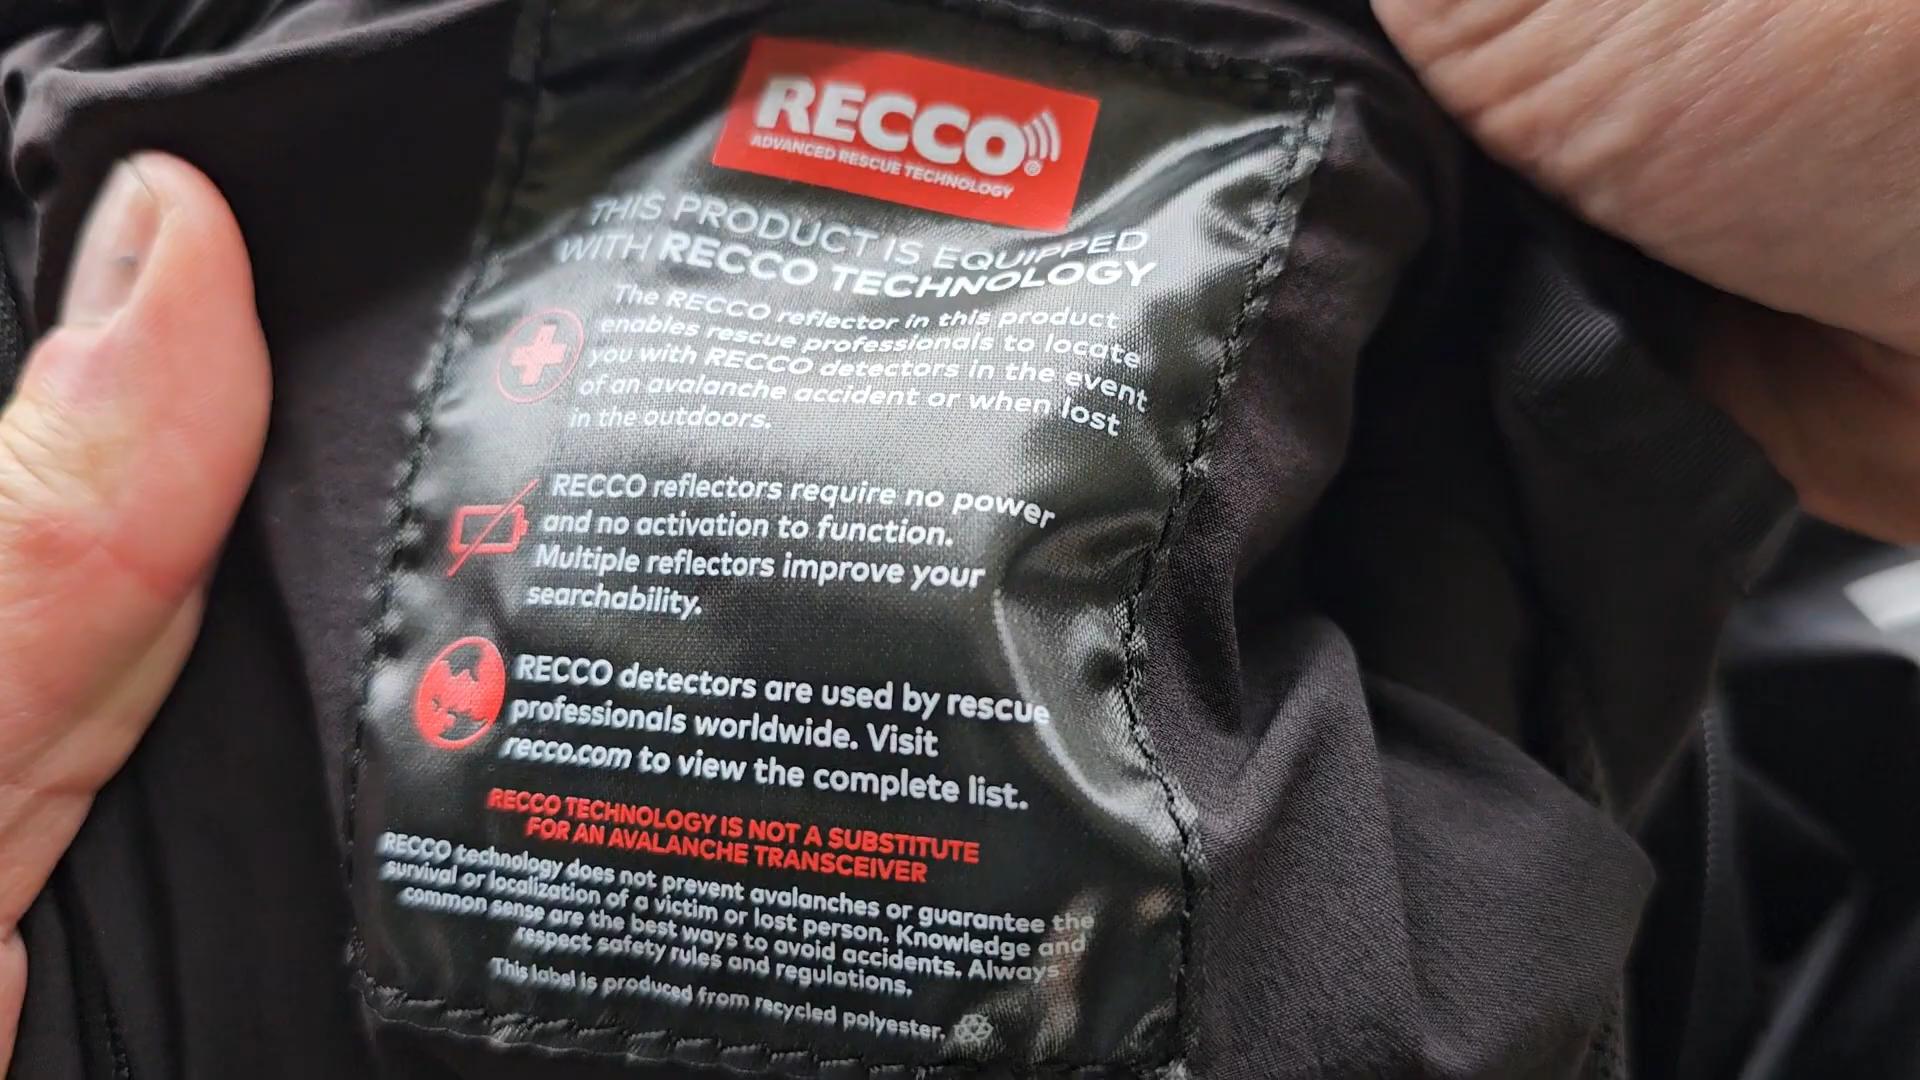 RECCO®
ADVANCED RESCUE TECHNOLOGY
THIS PRODUCT IS EQUIPPED
WITH RECCO TECHNOLOGY
The RECCO reflector in this product
enables rescue professionals to locate
you with RECCO detectors in the event
of an avalanche accident or when lost
in the outdoors.
RECCO reflectors require no power
and no activation to function.
Multiple reflectors improve your
searchability.
RECCO detectors are used by rescue
professionals worldwide. Visit
recco.com to view the complete list.
RECCO TECHNOLOGY IS NOT A SUBSTITUTE
FOR AN AVALANCHE TRANSCEIVER
RECCO technology does not prevent avalanches or guarantee the
survival or localization of a victim or lost person. Knowledge and
common sense are the best ways to avoid accidents. Always
respect safety rules and regulations.
This label is produced from recycled polyester.